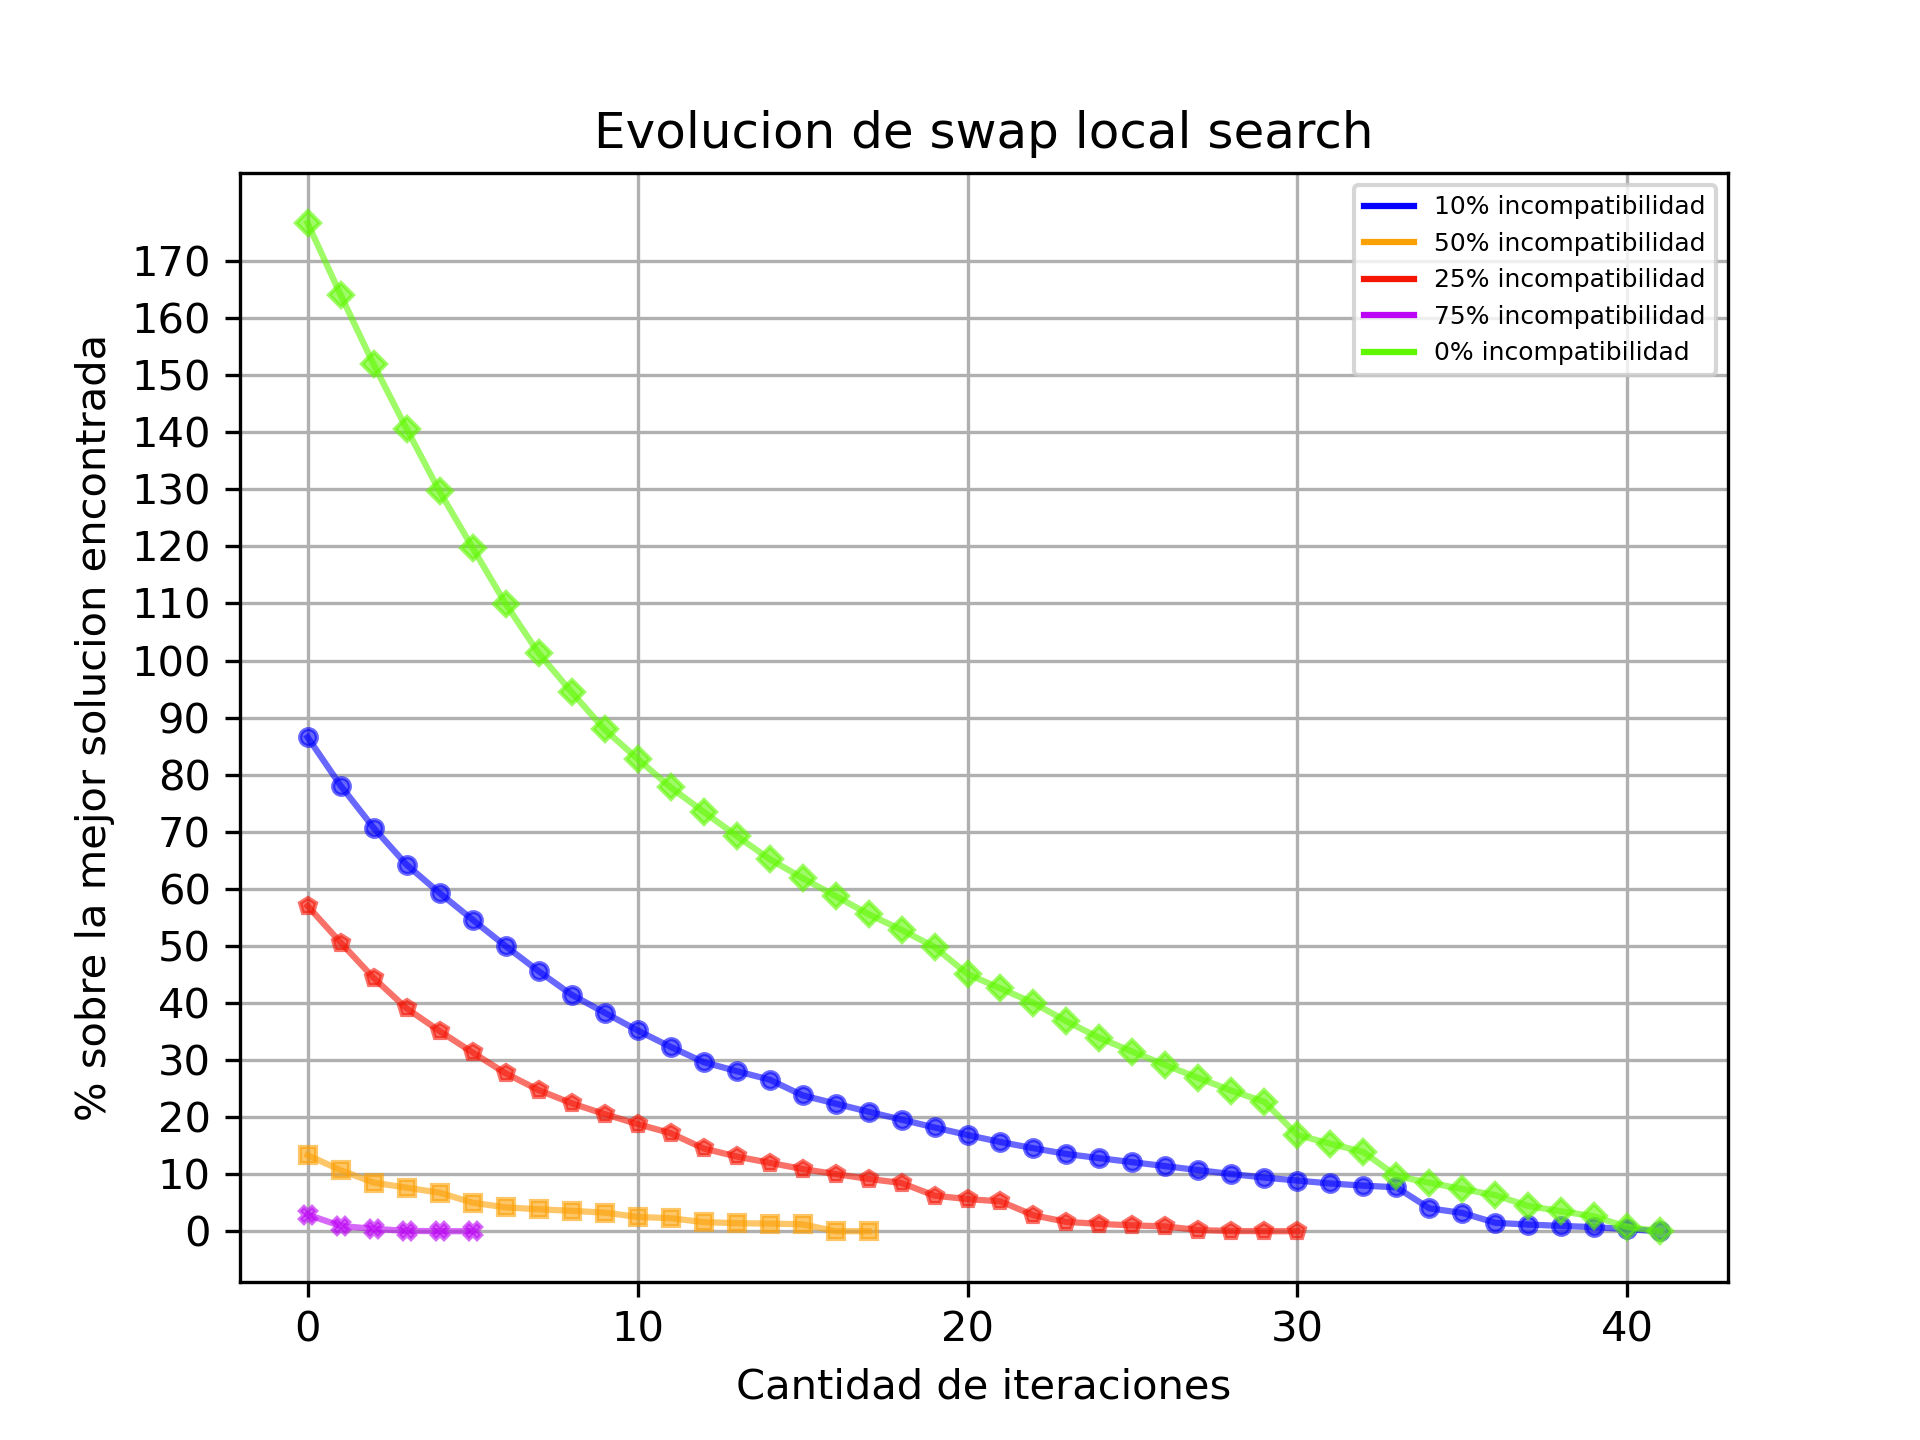 Evolucion de swap local search
10% incompatibilidad
50% incompatibilidad
25% incompatibilidad
75% incompatibilidad
0% incompatibilidad
% sobre la mejor solucion encontrada
170
160
150
140
130
120
110
100
90
80
70
60
50
40
30
20
10
0
0 10 20 30 40
Cantidad de iteraciones